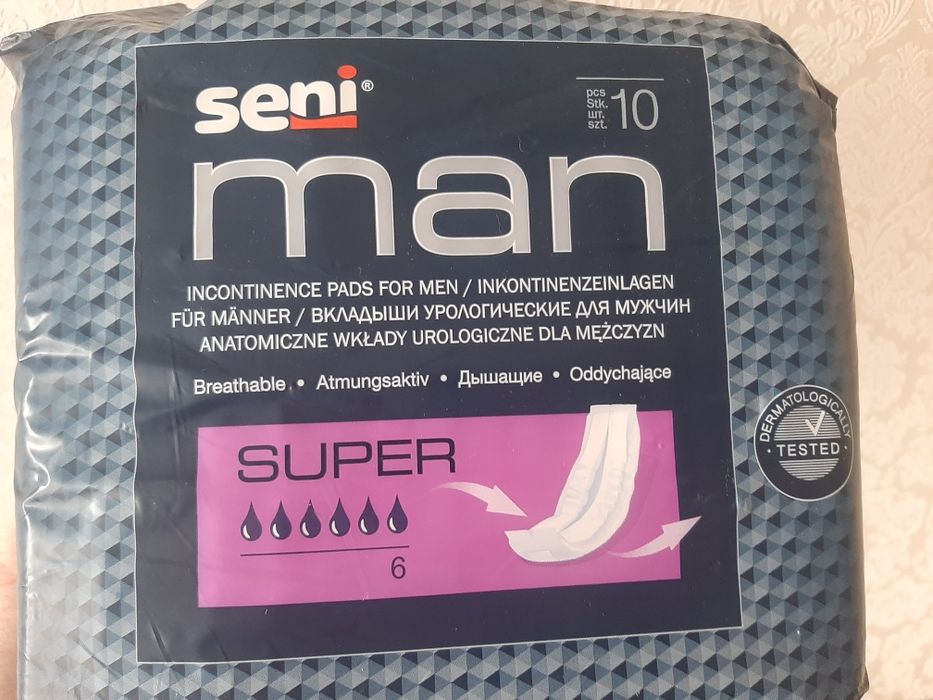 seni®
pcs
Stk.
шт.
szt.
10
man
INCONTINENCE PADS FOR MEN / INKONTINENZEINLAGEN
FÜR MÄNNER / ВКЛАДЫШИ УРОЛОГИЧЕСКИЕ ДЛЯ МУЖЧИН
ANATOMICZNE WKŁADY UROLOGICZNE DLA MĘŻCZYZN
Breathable • Atmungsaktiv • Дышащие • Oddychające
SUPER
6
DERMATOLOGICALLY
• TESTED •